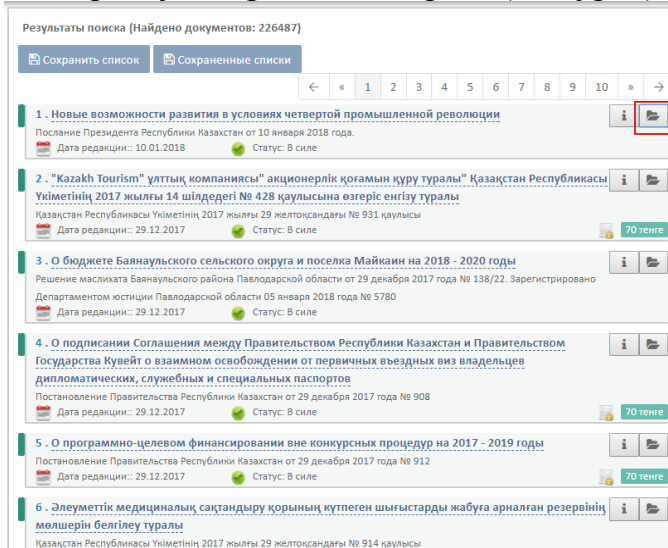 Результаты поиска (Найдено документов: 226487)
Сохранить список Сохраненные списки
← « 1 2 3 4 5 6 7 8 9 10 » →
1 . Новые возможности развития в условиях четвертой промышленной революции
Послание Президента Республики Казахстан от 10 января 2018 года.
Дата редакции:: 10.01.2018 Статус: В силе
2 . "Kazakh Tourism" ұлттық компаниясы" акционерлік қоғамын құру туралы" Қазақстан Республикасы
Үкіметінің 2017 жылғы 14 шілдедегі № 428 қаулысына өзгеріс енгізу туралы
Қазақстан Республикасы Үкіметінің 2017 жылғы 29 желтоқсандағы № 931 қаулысы
Дата редакции:: 29.12.2017 Статус: В силе 70 тенге
3 . О бюджете Баянаульского сельского округа и поселка Майкаин на 2018 - 2020 годы
Решение маслихата Баянаульского района Павлодарской области от 29 декабря 2017 года № 138/22. Зарегистрировано
Департаментом юстиции Павлодарской области 05 января 2018 года № 5780
Дата редакции:: 29.12.2017 Статус: В силе
4 . О подписании Соглашения между Правительством Республики Казахстан и Правительством
Государства Кувейт о взаимном освобождении от первичных въездных виз владельцев
дипломатических, служебных и специальных паспортов
Постановление Правительства Республики Казахстан от 29 декабря 2017 года № 908
Дата редакции:: 29.12.2017 Статус: В силе 70 тенге
5 . О программно-целевом финансировании вне конкурсных процедур на 2017 - 2019 годы
Постановление Правительства Республики Казахстан от 29 декабря 2017 года № 912
Дата редакции:: 29.12.2017 Статус: В силе 70 тенге
6 . Әлеуметтік медициналық сақтандыру қорының күтпеген шығыстарды жабуға арналған резервінің
мөлшерін белгілеу туралы
Қазақстан Республикасы Үкіметінің 2017 жылғы 29 желтоқсандағы № 914 қаулысы